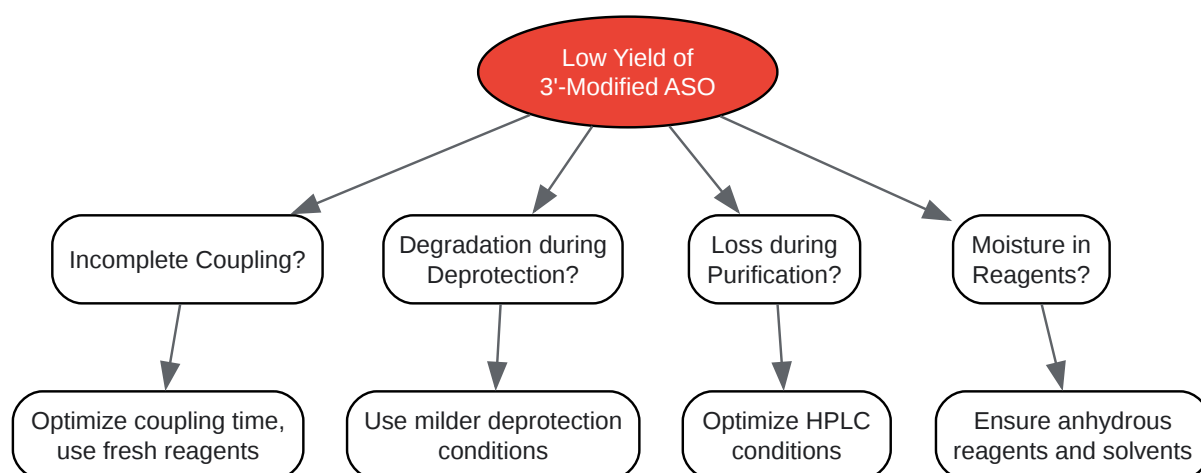 Low Yield of
3'-Modified ASO
Incomplete Coupling?
Degradation during
Deprotection?
Loss during
Purification?
Moisture in
Reagents?
Optimize coupling time,
use fresh reagents
Use milder deprotection
conditions
Optimize HPLC
conditions
Ensure anhydrous
reagents and solvents